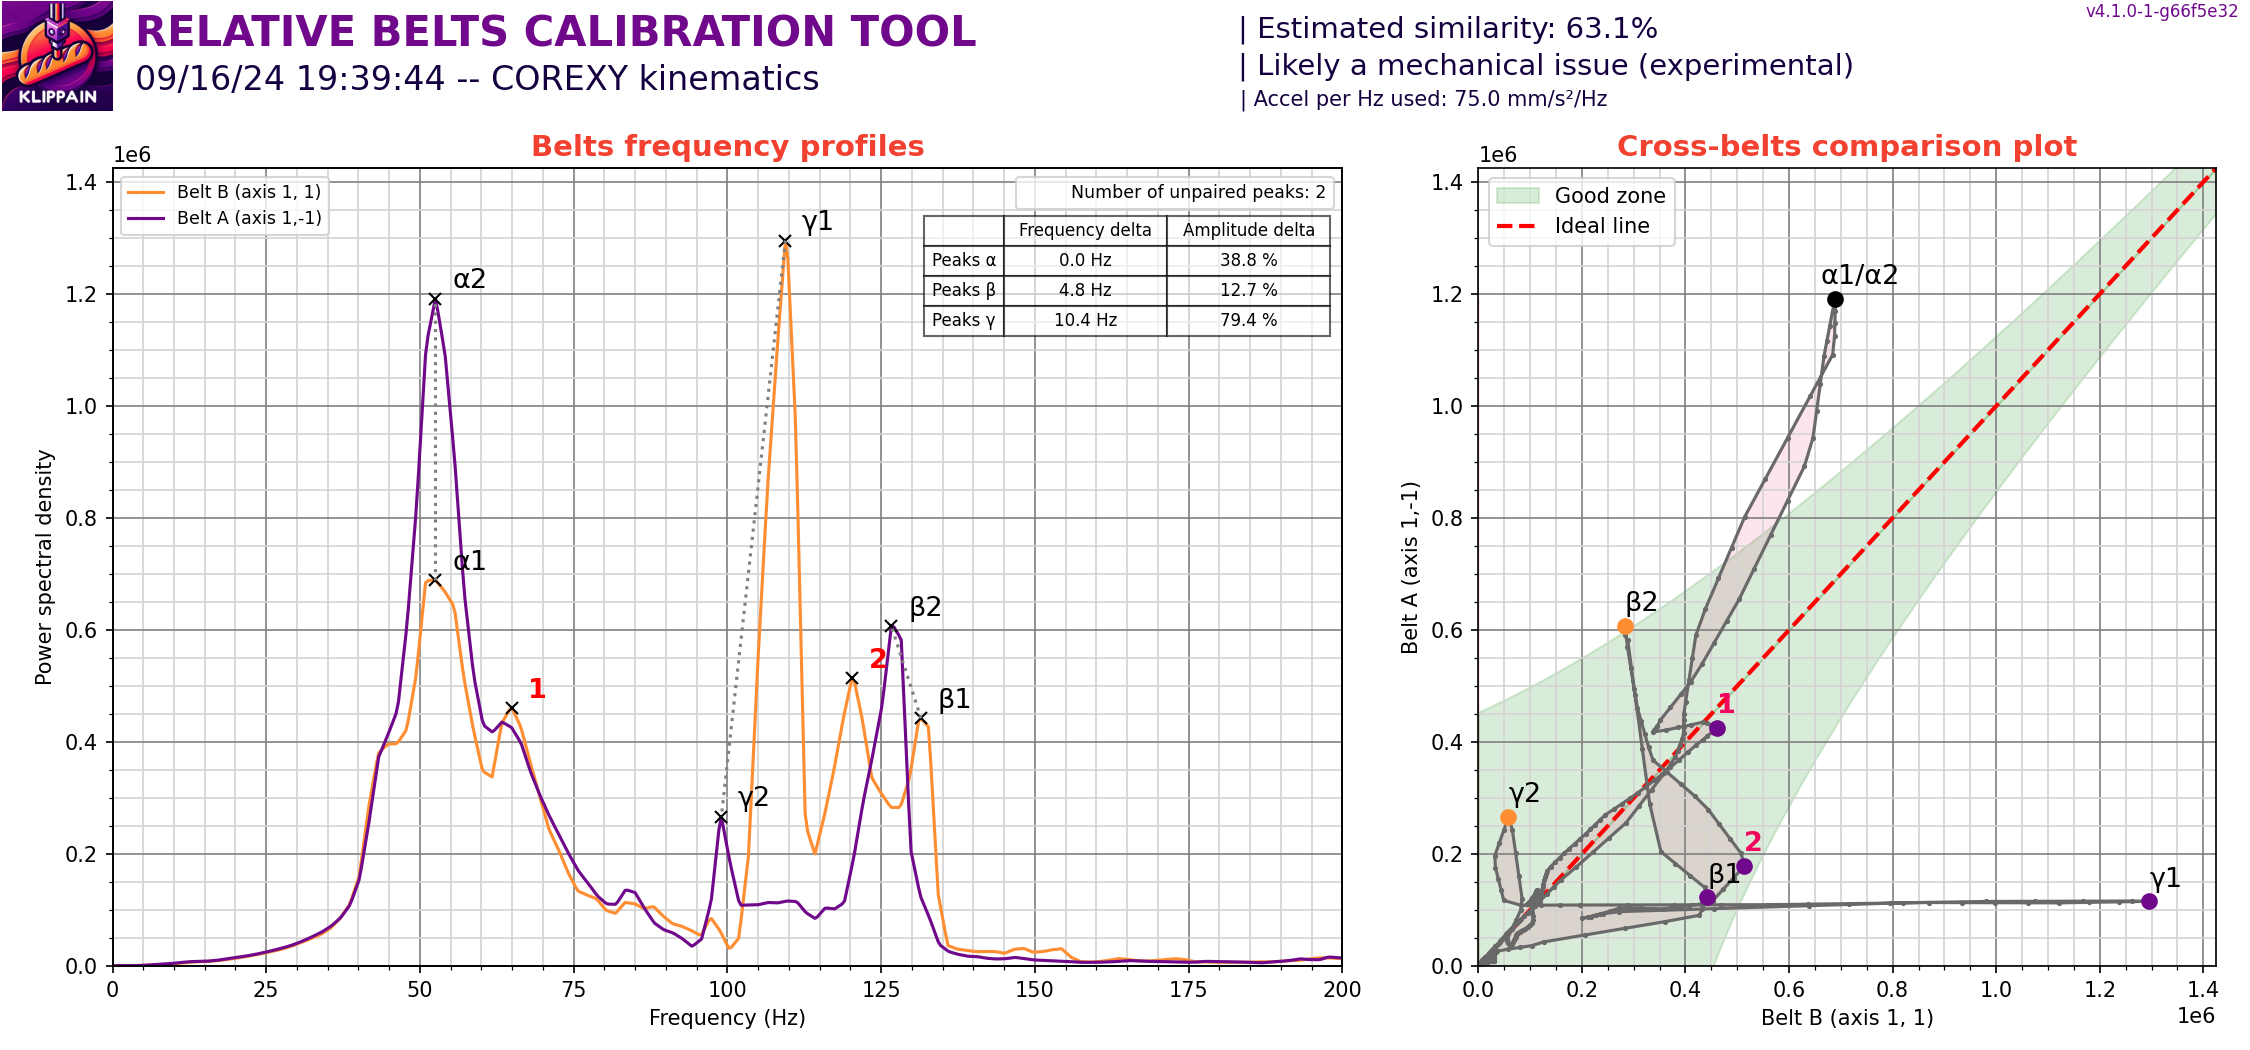 v4.1.0-1-g66f5e32
KLIPPAIN
RELATIVE BELTS CALIBRATION TOOL
09/16/24 19:39:44 -- COREXY kinematics
| Estimated similarity: 63.1%
| Likely a mechanical issue (experimental)
| Accel per Hz used: 75.0 mm/s²/Hz
Belts frequency profiles
1e6
Belt B (axis 1, 1)
Belt A (axis 1,-1)
Number of unpaired peaks: 2
Frequency delta Amplitude delta
Peaks α 0.0 Hz 38.8 %
Peaks β 4.8 Hz 12.7 %
Peaks γ 10.4 Hz 79.4 %
γ1
α2
α1
β2
2
1
β1
γ2
1.4
1.2
1.0
0.8
0.6
0.4
0.2
0.0
Power spectral density
0 25 50 75 100 125 150 175 200
Frequency (Hz)
Cross-belts comparison plot
1e6
Good zone
Ideal line
α1/α2
β2
1
γ2
2
β1
γ1
1.4
1.2
1.0
0.8
0.6
0.4
0.2
0.0
Belt A (axis 1,-1)
0.0 0.2 0.4 0.6 0.8 1.0 1.2 1.4
Belt B (axis 1, 1)
1e6